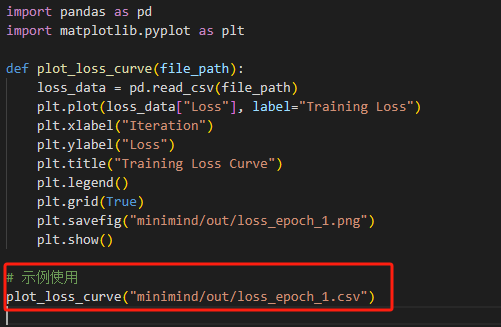 import pandas as pd
import matplotlib.pyplot as plt
def plot_loss_curve(file_path):
    loss_data = pd.read_csv(file_path)
    plt.plot(loss_data["Loss"], label="Training Loss")
    plt.xlabel("Iteration")
    plt.ylabel("Loss")
    plt.title("Training Loss Curve")
    plt.legend()
    plt.grid(True)
    plt.savefig("minimind/out/loss_epoch_1.png")
    plt.show()
# 示例使用
plot_loss_curve("minimind/out/loss_epoch_1.csv")